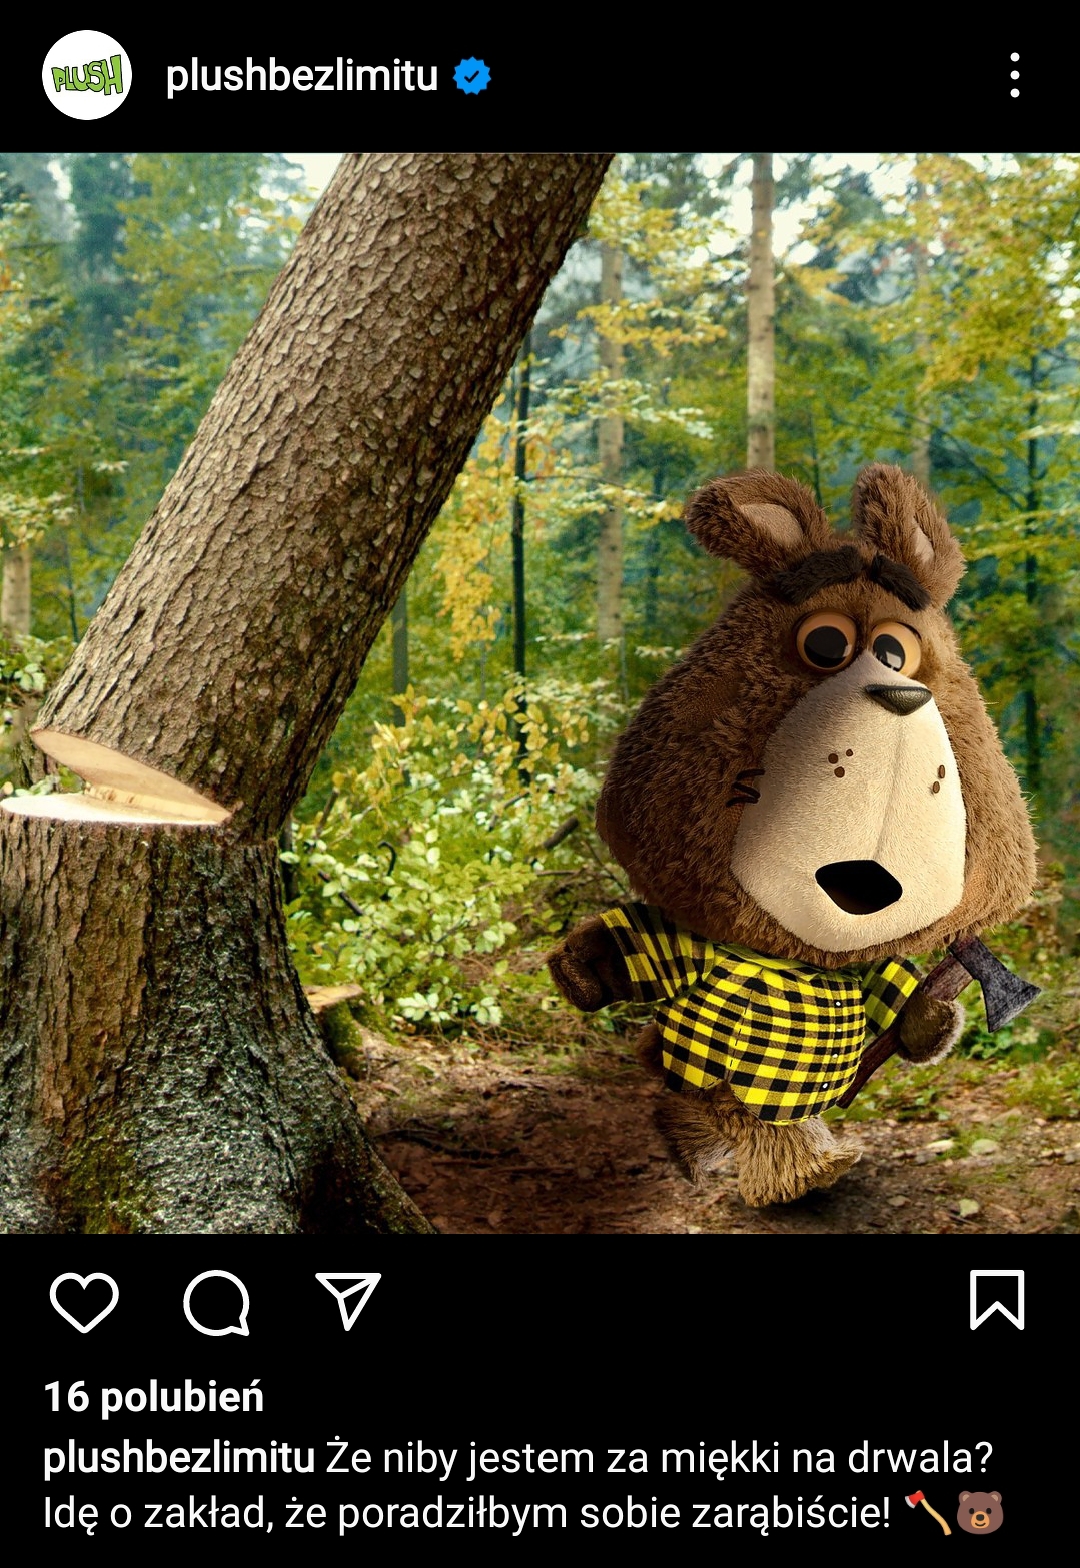 PLUSH
plushbezlimitu
16 polubień
plushbezlimitu Że niby jestem za miękki na drwala?
Idę o zakład, że poradziłbym sobie zarąbiście! 🪓🐻